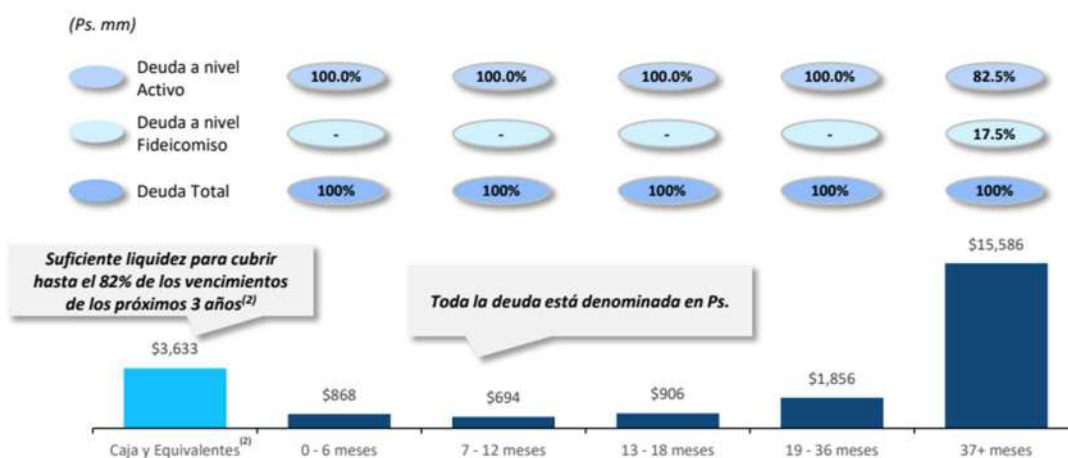 (Ps. mm)
Deuda a nivel
Activo
100.0%
100.0%
100.0%
100.0%
82.5%
Deuda a nivel
Fideicomiso
-
-
-
-
17.5%
Deuda Total
100%
100%
100%
100%
100%
Suficiente liquidez para cubrir
hasta el 82% de los vencimientos
de los próximos 3 años(2)
Toda la deuda está denominada en Ps.
$3,633
$868
$694
$906
$1,856
$15,586
Caja y Equivalentes(2)
0 - 6 meses
7 - 12 meses
13 - 18 meses
19 - 36 meses
37+ meses